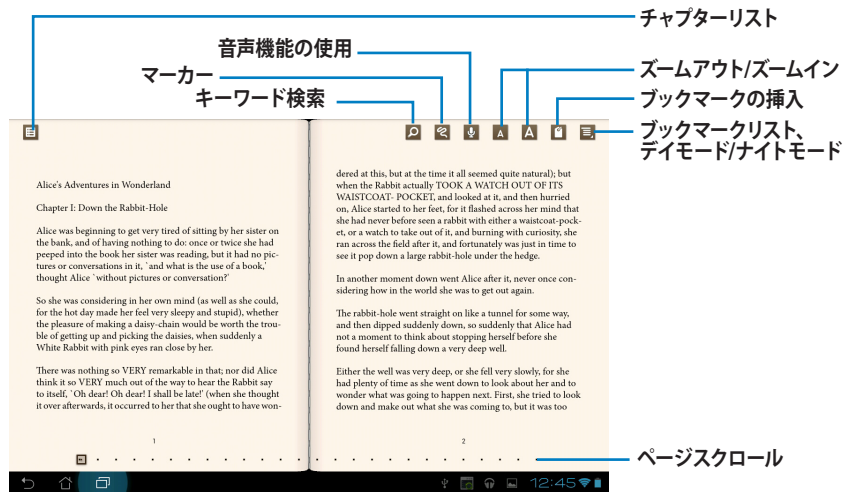 チャプターリスト
音声機能の使用
マーカー
キーワード検索
ズームアウト/ズームイン
ブックマークの挿入
ブックマークリスト、
デイモード/ナイトモード
A A
Alice's Adventures in Wonderland
Chapter I: Down the Rabbit-Hole
Alice was beginning to get very tired of sitting by her sister on
the bank, and of having nothing to do: once or twice she had
peeped into the book her sister was reading, but it had no pic-
tures or conversations in it, `and what is the use of a book,'
thought Alice `without pictures or conversation?'
So she was considering in her own mind (as well as she could,
for the hot day made her feel very sleepy and stupid), whether
the pleasure of making a daisy-chain would be worth the trou-
ble of getting up and picking the daisies, when suddenly a
White Rabbit with pink eyes ran close by her.
There was nothing so VERY remarkable in that; nor did Alice
think it so VERY much out of the way to hear the Rabbit say
to itself, `Oh dear! Oh dear! I shall be late!' (when she thought
it over afterwards, it occurred to her that she ought to have won-
1
dered at this, but at the time it all seemed quite natural); but
when the Rabbit actually TOOK A WATCH OUT OF ITS
WAISTCOAT- POCKET, and looked at it, and then hurried
on, Alice started to her feet, for it flashed across her mind that
she had never before seen a rabbit with either a waistcoat-pock-
et, or a watch to take out of it, and burning with curiosity, she
ran across the field after it, and fortunately was just in time to
see it pop down a large rabbit-hole under the hedge.
In another moment down went Alice after it, never once con-
sidering how in the world she was to get out again.
The rabbit-hole went straight on like a tunnel for some way,
and then dipped suddenly down, so suddenly that Alice had
not a moment to think about stopping herself before she
found herself falling down a very deep well.
Either the well was very deep, or she fell very slowly, for she
had plenty of time as she went down to look about her and to
wonder what was going to happen next. First, she tried to look
down and make out what she was coming to, but it was too
2
ページスクロール
12:45